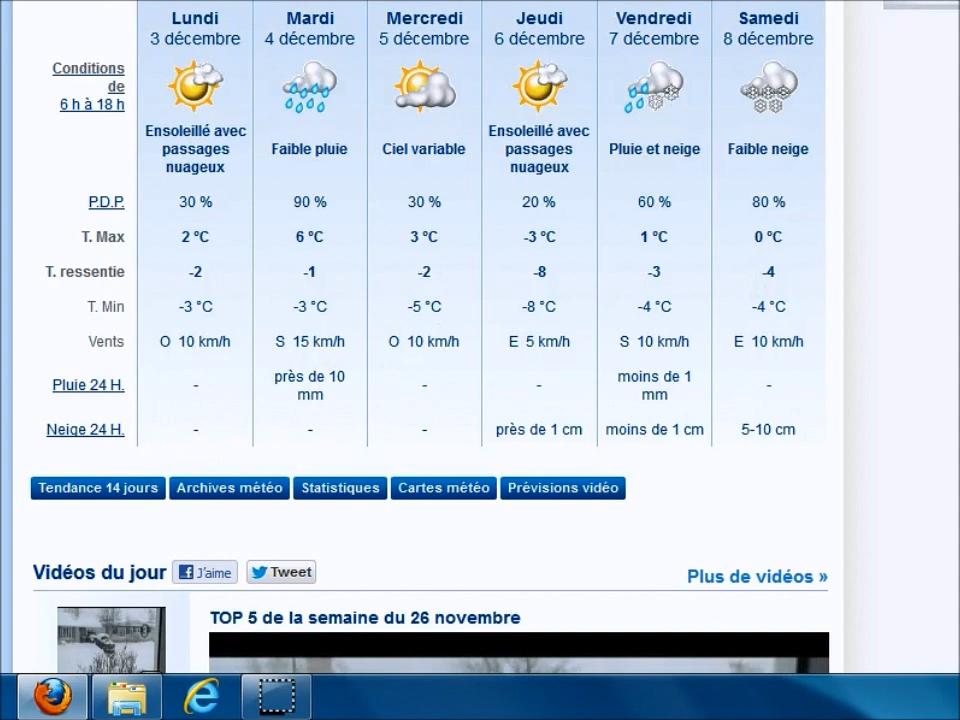 Lundi Mardi Mercredi Jeudi Vendredi Samedi
3 décembre 4 décembre 5 décembre 6 décembre 7 décembre 8 décembre
Conditions
de
6 h à 18 h
Ensoleillé avec
passages
nuageux
Faible pluie
Ciel variable
Ensoleillé avec
passages
nuageux
Pluie et neige
Faible neige
P.D.P. 30 % 90 % 30 % 20 % 60 % 80 %
T. Max 2 °C 6 °C 3 °C -3 °C 1 °C 0 °C
T. ressentie -2 -1 -2 -8 -3 -4
T. Min -3 °C -3 °C -5 °C -8 °C -4 °C -4 °C
Vents O 10 km/h S 15 km/h O 10 km/h E 5 km/h S 10 km/h E 10 km/h
Pluie 24 H. - près de 10
mm
- - moins de 1
mm
-
Neige 24 H. - - - près de 1 cm moins de 1 cm 5-10 cm
Tendance 14 jours Archives météo Statistiques Cartes météo Prévisions vidéo
Vidéos du jour J'aime Tweet
Plus de vidéos »
TOP 5 de la semaine du 26 novembre